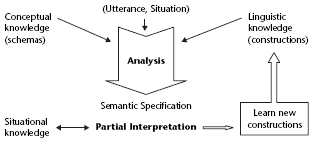 (Utterance, Situation)
Conceptual
knowledge
(schemas)
Linguistic
knowledge
(constructions)
Analysis
Semantic Specification
Situational
knowledge
Partial Interpretation
Learn new
constructions